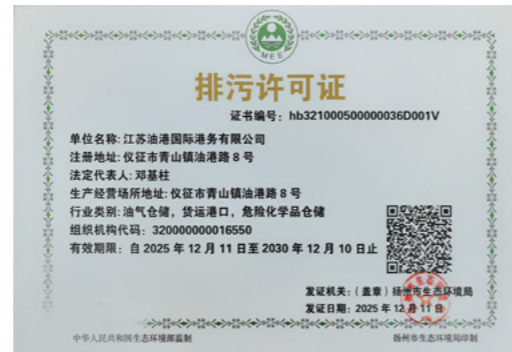 MEE
排污许可证
证书编号：hb321000500000036D001V
单位名称:江苏油港国际港务有限公司
注册地址:仪征市青山镇油港路8号
法定代表人:邓基柱
生产经营场所地址:仪征市青山镇油港路8号
行业类别:油气仓储，货运港口，危险化学品仓储
组织机构代码：320000000016550
有效期限：自2025年12月11日至2030年12月10日止
发证机关：（盖章）扬州市生态环境局
发证日期：2025年12月11日
中华人民共和国生态环境部监制
扬州市生态环境局印制